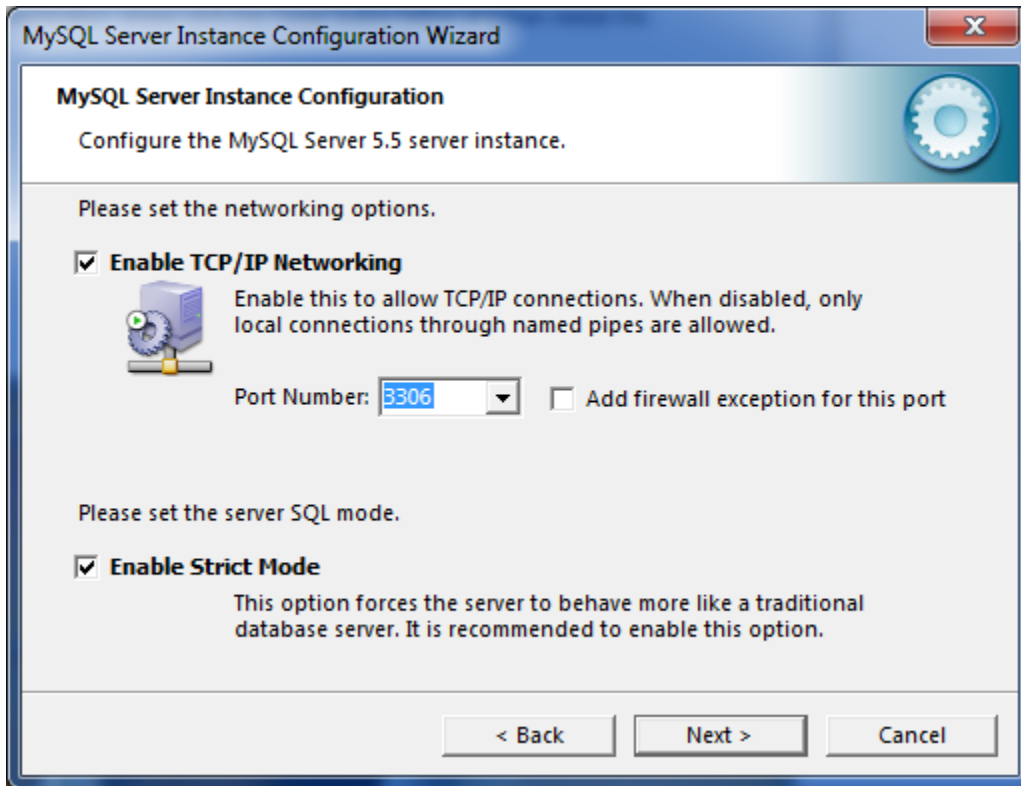 MySQL Server Instance Configuration Wizard
MySQL Server Instance Configuration
Configure the MySQL Server 5.5 server instance.
Please set the networking options.
Enable TCP/IP Networking
Enable this to allow TCP/IP connections. When disabled, only
local connections through named pipes are allowed.
Port Number: 3306 Add firewall exception for this port
Please set the server SQL mode.
Enable Strict Mode
This option forces the server to behave more like a traditional
database server. It is recommended to enable this option.
< Back Next > Cancel